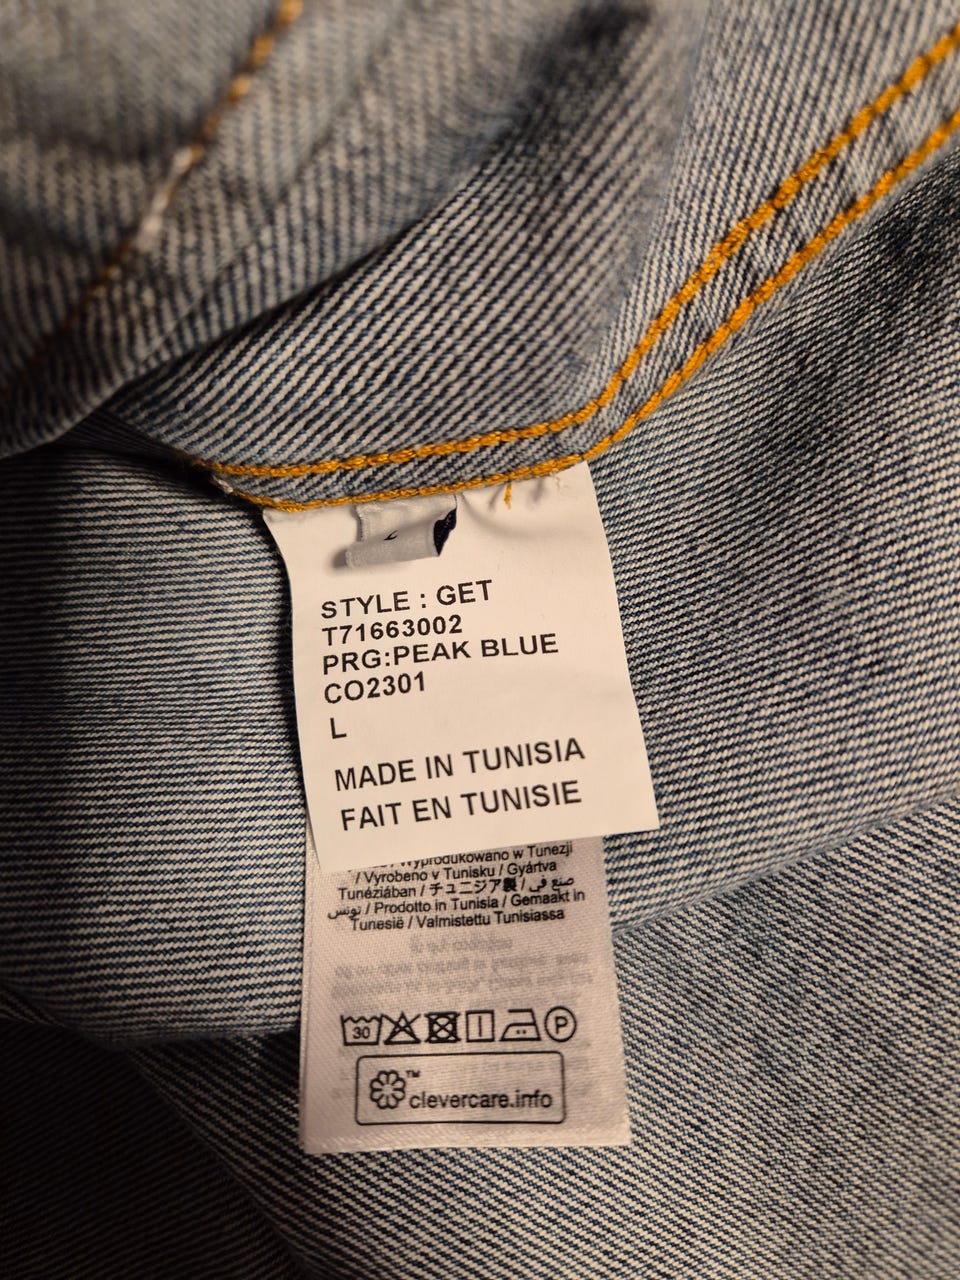 STYLE : GET
T71663002
PRG:PEAK BLUE
CO2301
L
MADE IN TUNISIA
FAIT EN TUNISIE
/ Wyprodukowano w Tunezji
/ Vyrobeno v Tunisku / Gyártva
Tunéziában / チュニジア製 / صنع في
تونس / Prodotto in Tunisia / Gemaakt in
Tunesië / Valmistettu Tunisiassa
30 P
™
clevercare.info